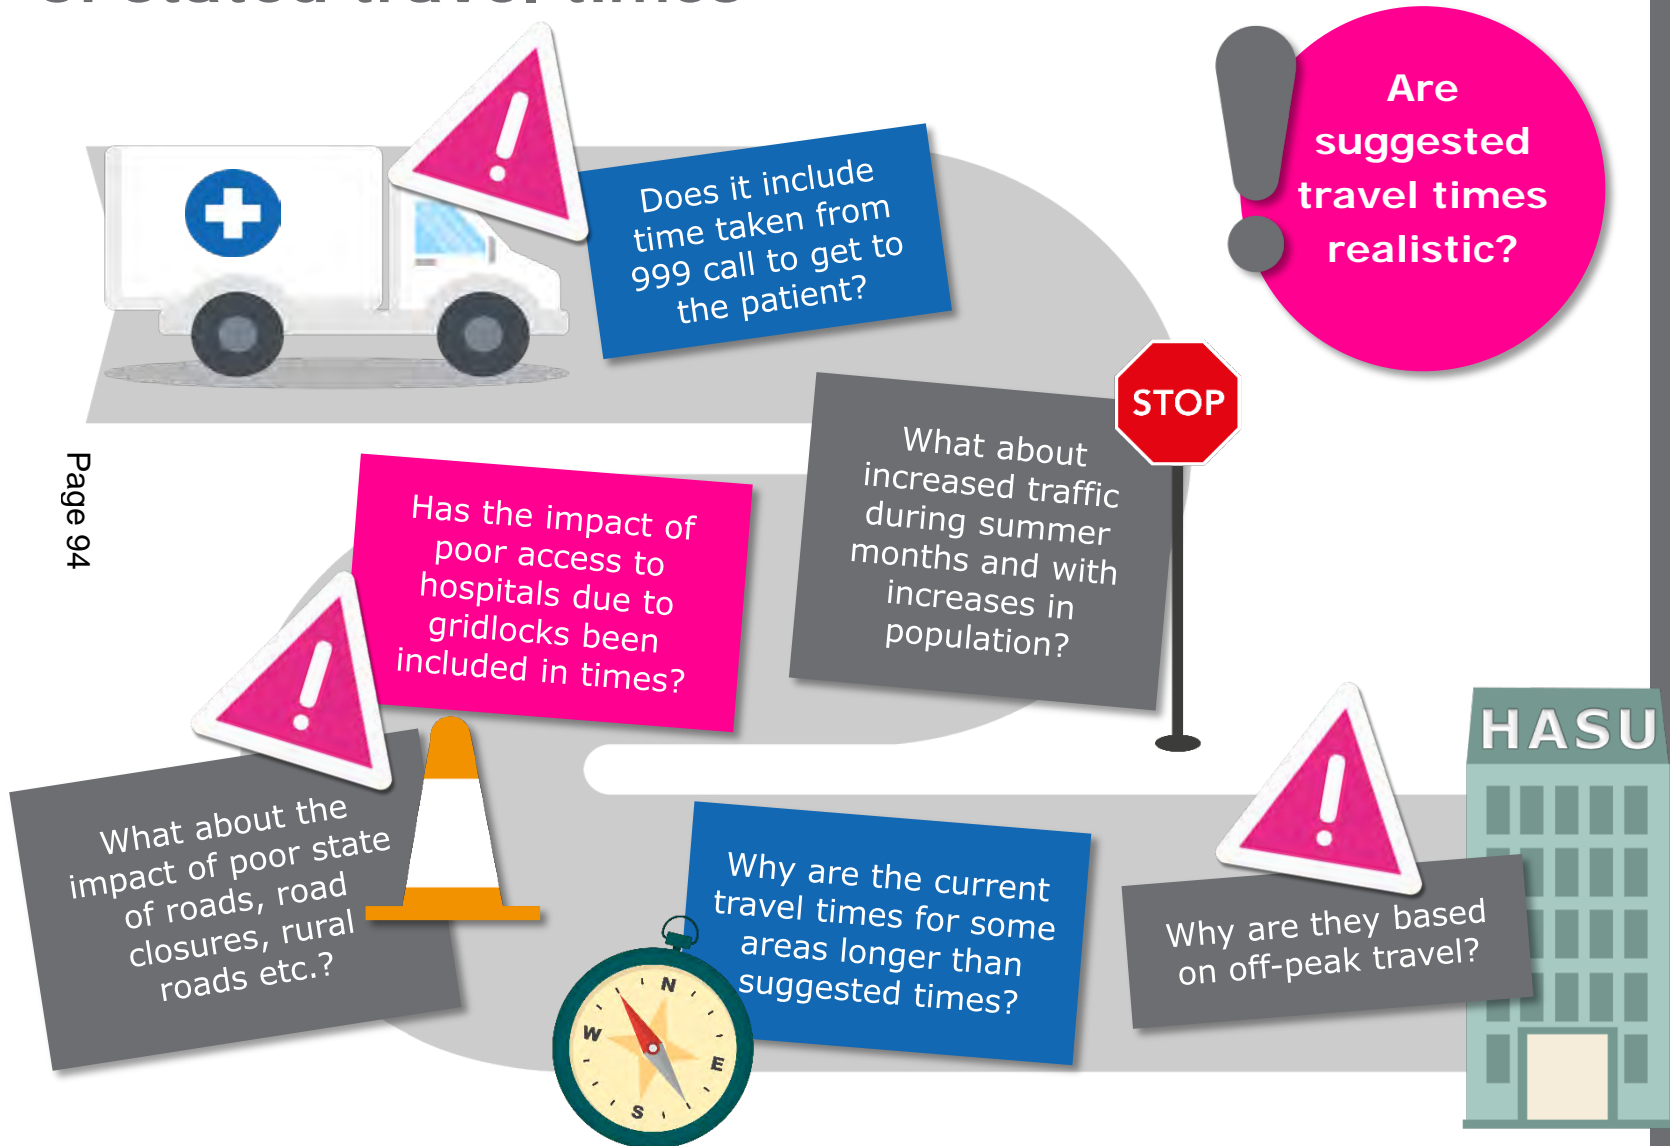 of stated travel times
Are
suggested
travel times
realistic?
Does it include
time taken from
999 call to get to
the patient?
STOP
What about
increased traffic
during summer
months and with
increases in
population?
Has the impact of
poor access to
hospitals due to
gridlocks been
included in times?
Page 94
What about the
impact of poor state
of roads, road
closures, rural
roads etc.?
Why are the current
travel times for some
areas longer than
suggested times?
N
W
E
S
Why are they based
on off-peak travel?
HASU